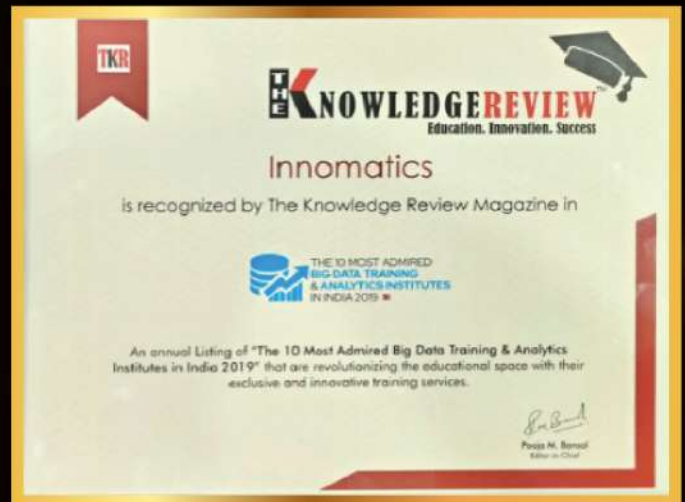 TKR
THE KNOWLEDGEREVIEW™
Education. Innovation. Success
Innomatics
is recognized by The Knowledge Review Magazine in
THE 10 MOST ADMIRED
BIG DATA TRAINING
& ANALYTICS INSTITUTES
IN INDIA 2019
An annual Listing of "The 10 Most Admired Big Data Training & Analytics
Institutes in India 2019" that are revolutionizing the educational space with their
exclusive and innovative training services.
Pooja M. Bansal
Editor in Chief